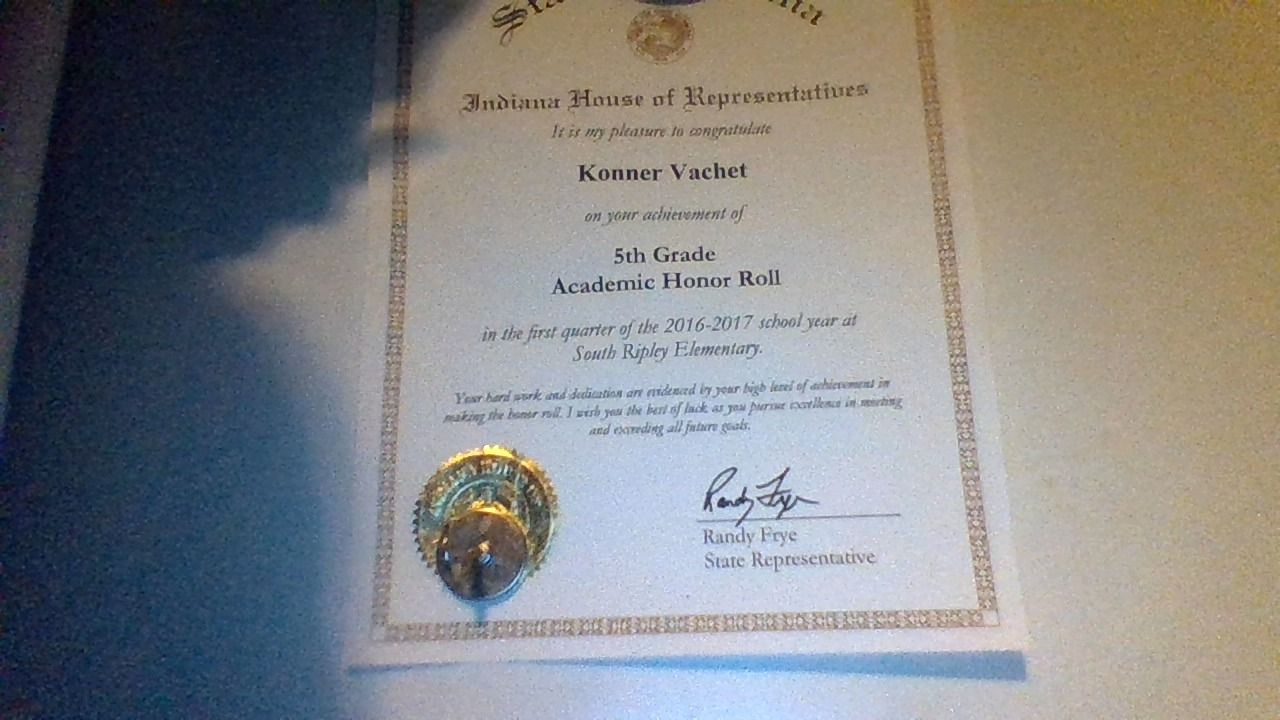 Indiana House of Representatives
It is my pleasure to congratulate
Konner Vachet
on your achievement of
5th Grade
Academic Honor Roll
in the first quarter of the 2016-2017 school year at
South Ripley Elementary.
Your hard work and dedication are evidenced by your high level of achievement in
making the honor roll. I wish you the best of luck as you pursue excellence in meeting
and exceeding all future goals.
Randy Frye
Randy Frye
State Representative